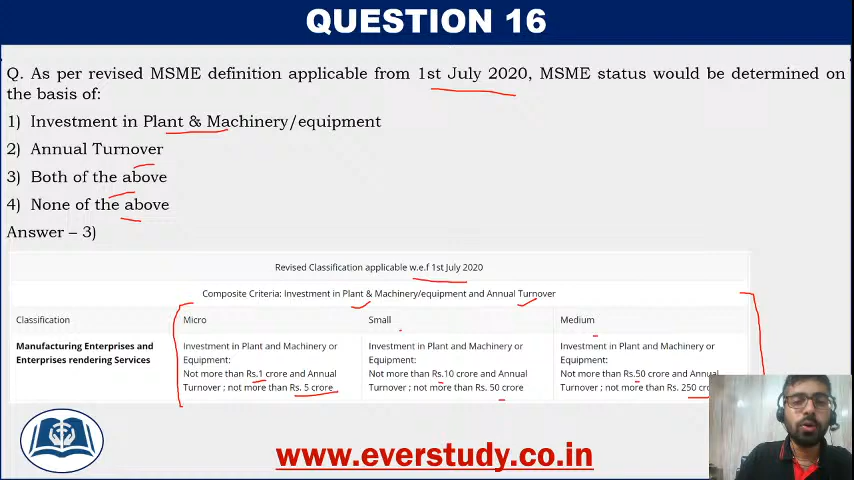 QUESTION 16
Q. As per revised MSME definition applicable from 1st July 2020, MSME status would be determined on
the basis of:
1) Investment in Plant & Machinery/equipment
2) Annual Turnover
3) Both of the above
4) None of the above
Answer – 3)
Revised Classification applicable w.e.f 1st July 2020
Composite Criteria: Investment in Plant & Machinery/equipment and Annual Turnover
Classification Micro Small Medium
Manufacturing Enterprises and Investment in Plant and Machinery or Investment in Plant and Machinery or Investment in Plant and Machinery or
Enterprises rendering Services Equipment: Equipment: Equipment:
Not more than Rs.1 crore and Annual Not more than Rs.10 crore and Annual Not more than Rs.50 crore and Annual
Turnover ; not more than Rs. 5 crore Turnover ; not more than Rs. 50 crore Turnover ; not more than Rs. 250
www.everstudy.co.in